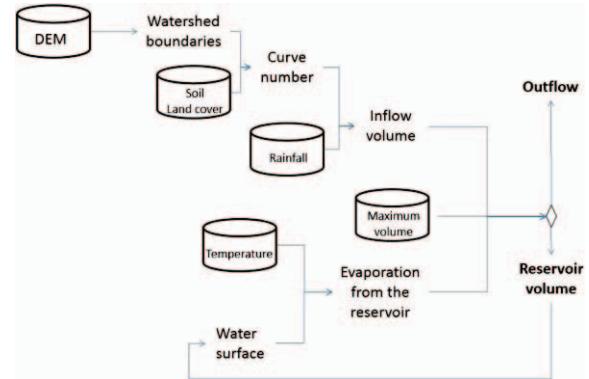 DEM
Watershed
boundaries
Soil
Land cover
Curve
number
Rainfall
Inflow
volume
Outflow
Maximum
volume
Temperature
Evaporation
from the
reservoir
Reservoir
volume
Water
surface